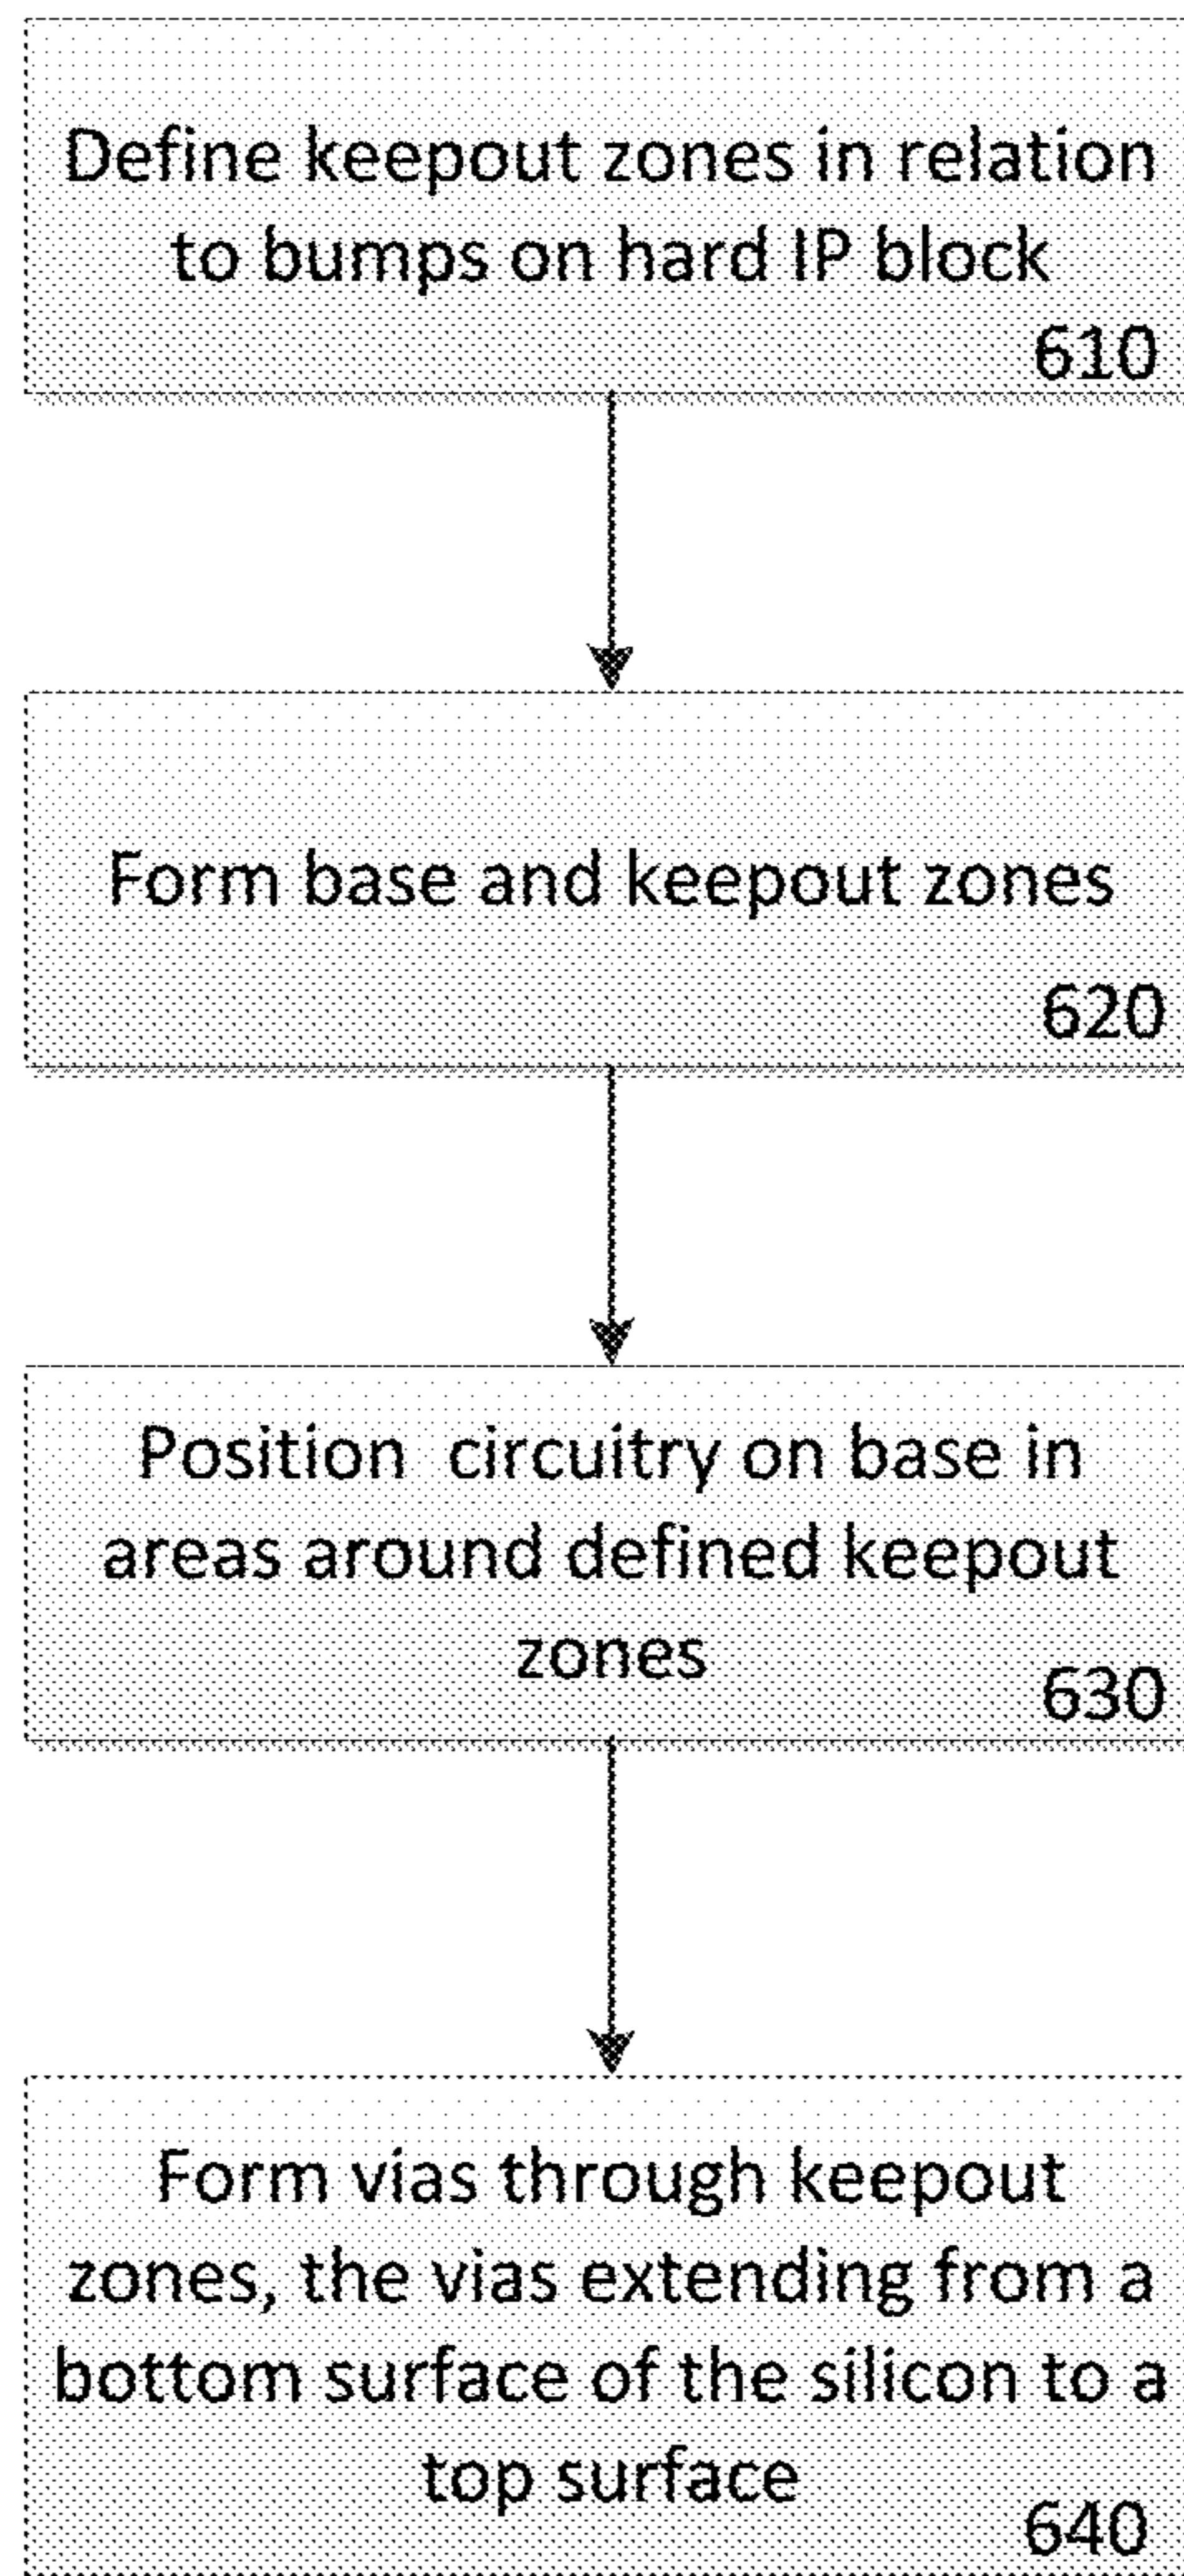 Define keepout zones in relation
to bumps on hard IP block
610
Form base and keepout zones
620
Position circuitry on base in
areas around defined keepout
zones
630
Form vias through keepout
zones, the vias extending from a
bottom surface of the silicon to a
top surface
640